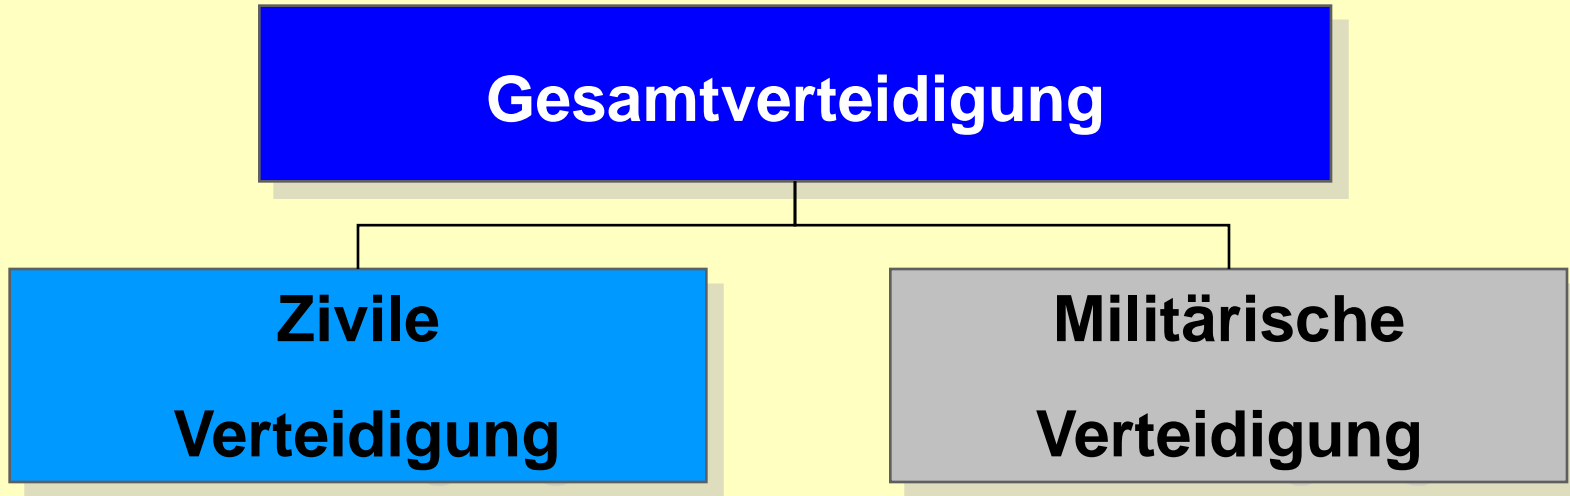 Gesamtverteidigung
Zivile
Verteidigung
Militärische
Verteidigung